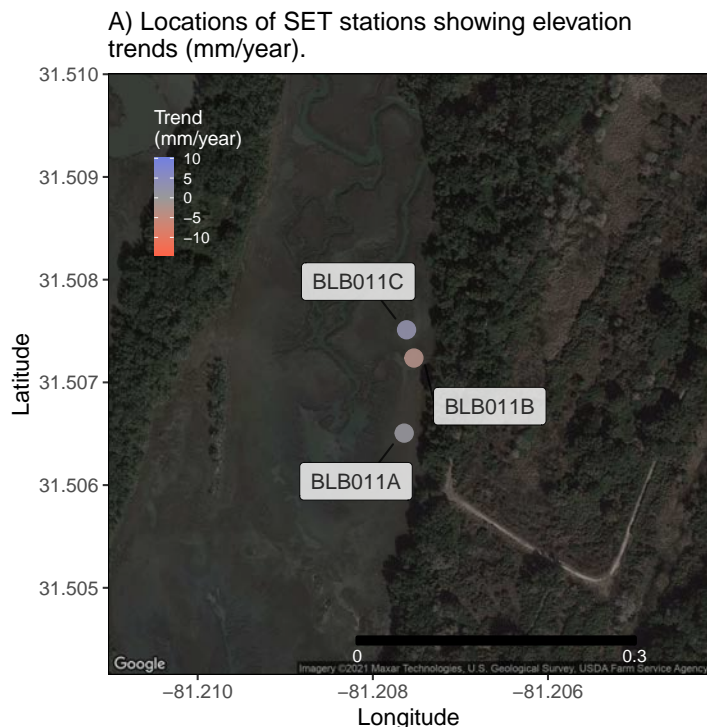 A) Locations of SET stations showing elevation
trends (mm/year).
31.510
31.509
31.508
31.507
31.506
31.505
Latitude
Trend
(mm/year)
10
5
0
−5
−10
BLB011C
BLB011B
BLB011A
0
0.3
Google
Imagery ©2021 Maxar Technologies, U.S. Geological Survey, USDA Farm Service Agency
−81.210
−81.208
−81.206
Longitude